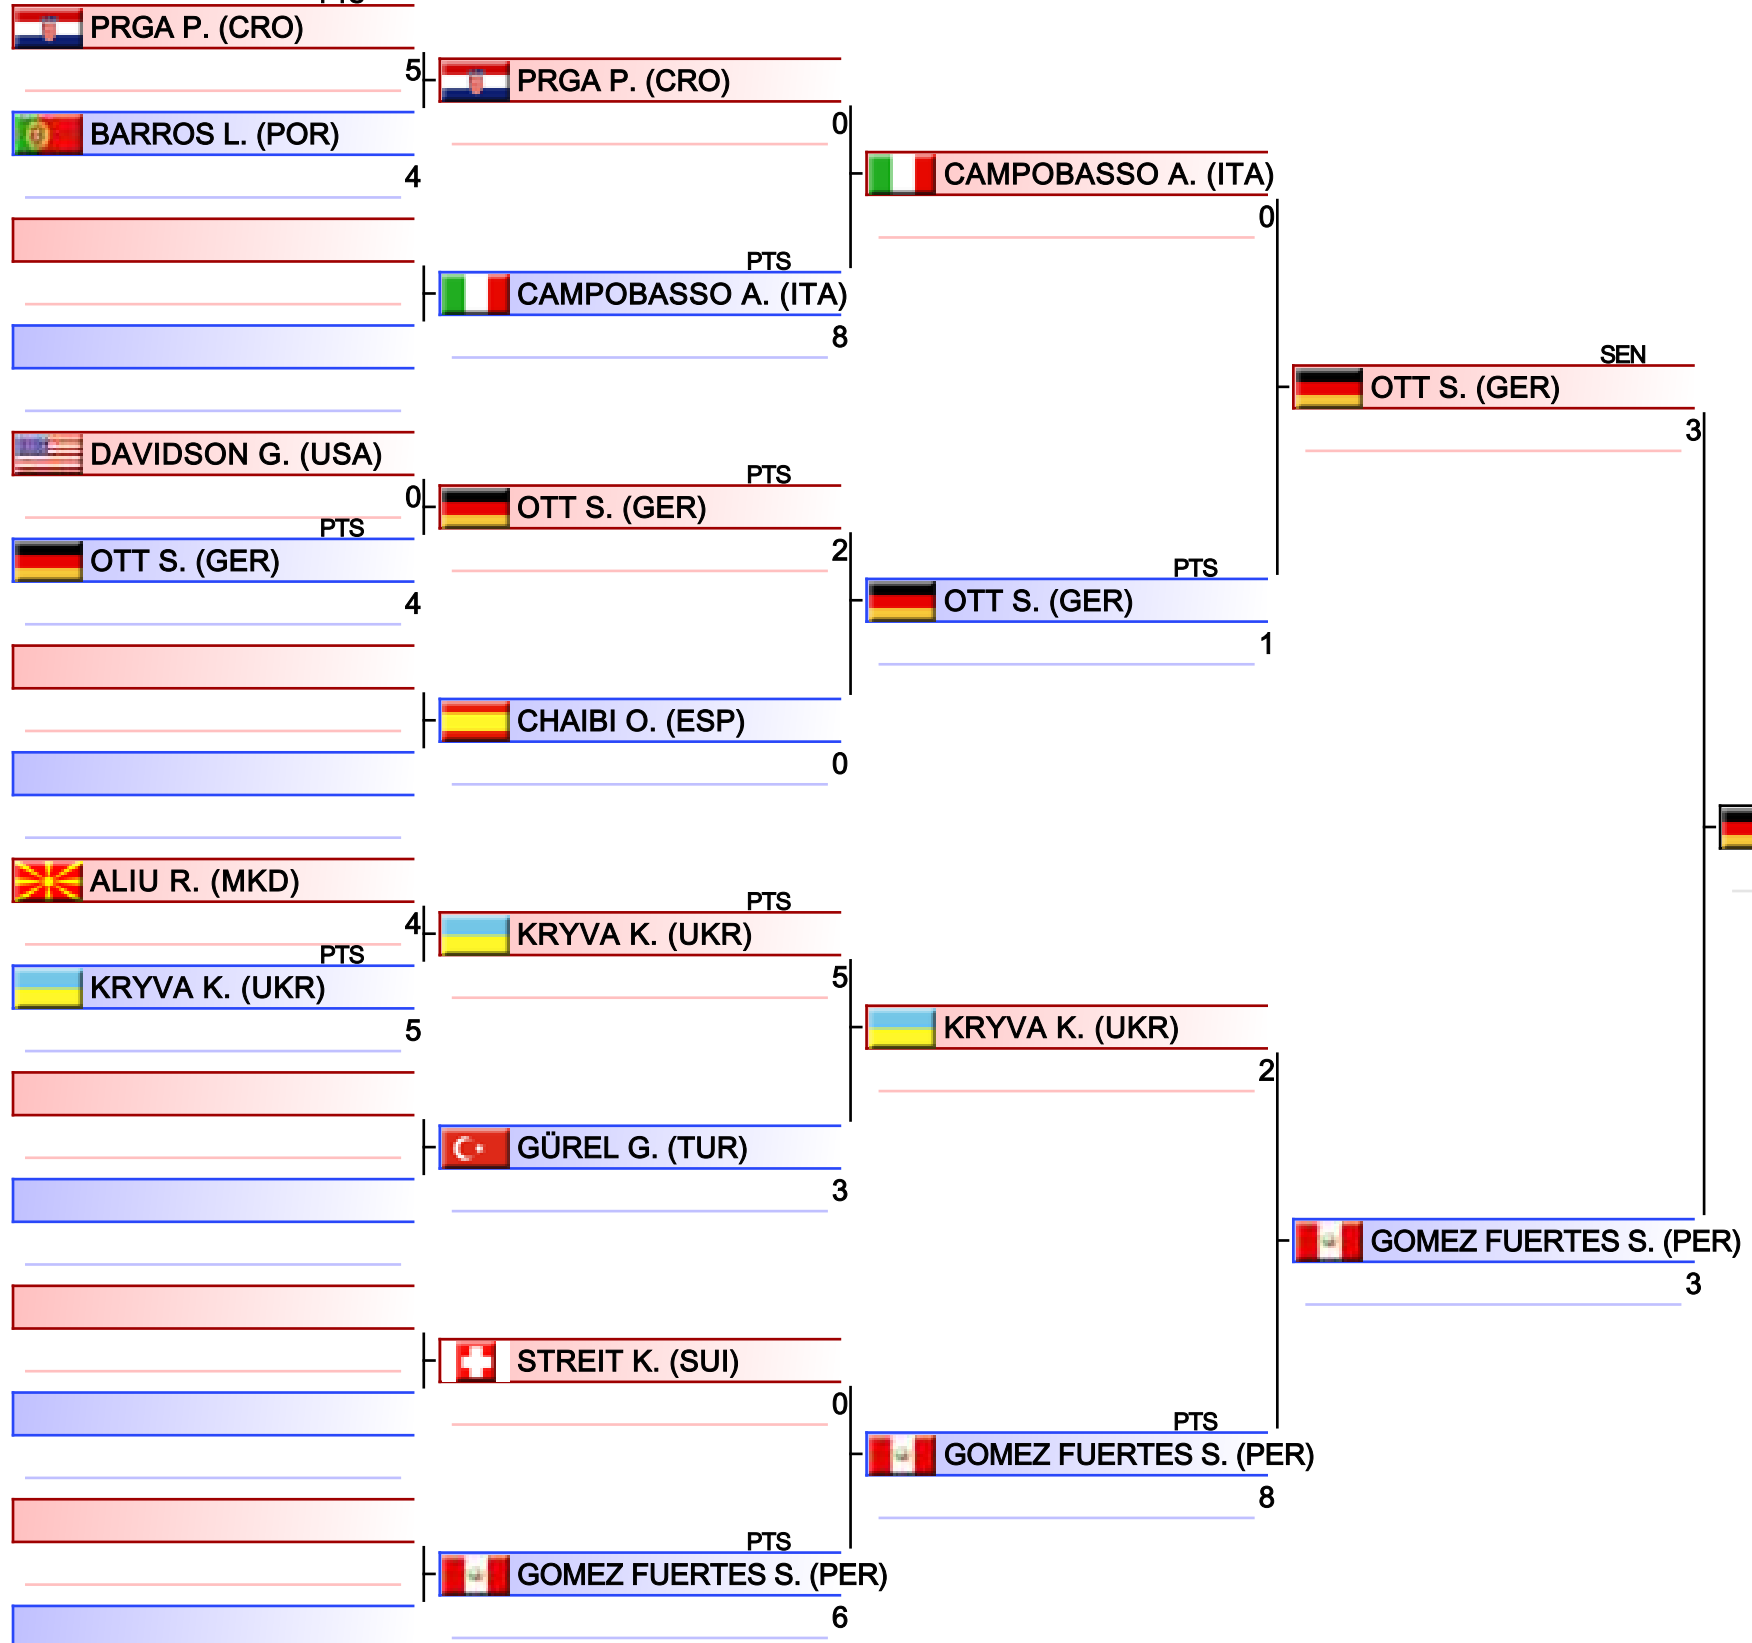 PTS
PRGA P. (CRO)
5
BARROS L. (POR)
4
DAVIDSON G. (USA)
0
PTS
OTT S. (GER)
4
ALIU R. (MKD)
4
PTS
KRYVA K. (UKR)
5
PRGA P. (CRO)
0
PTS
CAMPOBASSO A. (ITA)
8
PTS
OTT S. (GER)
2
CHAIBI O. (ESP)
0
PTS
KRYVA K. (UKR)
5
GÜREL G. (TUR)
3
STREIT K. (SUI)
0
PTS
GOMEZ FUERTES S. (PER)
6
CAMPOBASSO A. (ITA)
0
PTS
OTT S. (GER)
1
KRYVA K. (UKR)
2
PTS
GOMEZ FUERTES S. (PER)
8
SEN
OTT S. (GER)
3
GOMEZ FUERTES S. (PER)
3